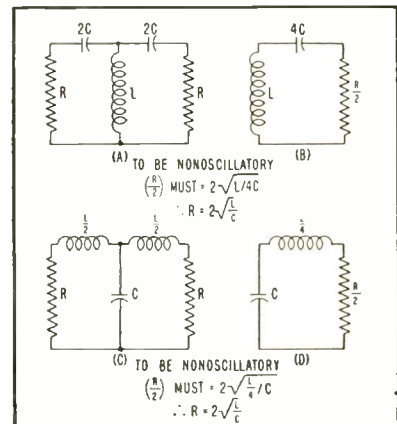 2C 2C 4C
R L R L R/2
(A) (B)
TO BE NONOSCILLATORY
(R/2) MUST = 2√L/4C
∴ R = 2√L/C
L/2 L/2 L/4
R C R C R/2
(C) (D)
TO BE NONOSCILLATORY
(R/2) MUST = 2√L/4/C
∴ R = 2√L/C